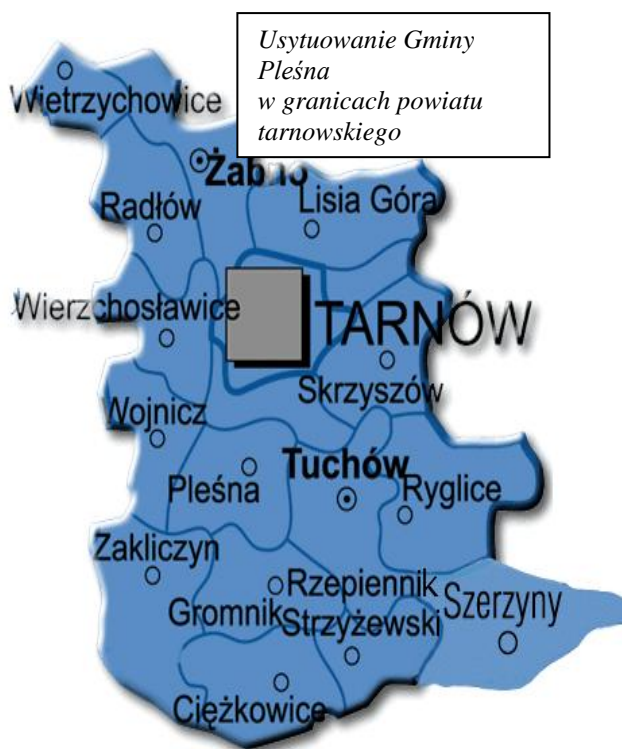 Usytuowanie Gminy
Pleśna
w granicach powiatu
tarnowskiego
Wietrzychowice
Żabno
Radłów
Lisia Góra
Wierzchosławice
TARNÓW
Skrzyszów
Wojnicz
Tuchów
Pleśna
Ryglice
Zakliczyn
Rzepiennik
Strzyżewski
Szerzyny
Gromnik
Ciężkowice